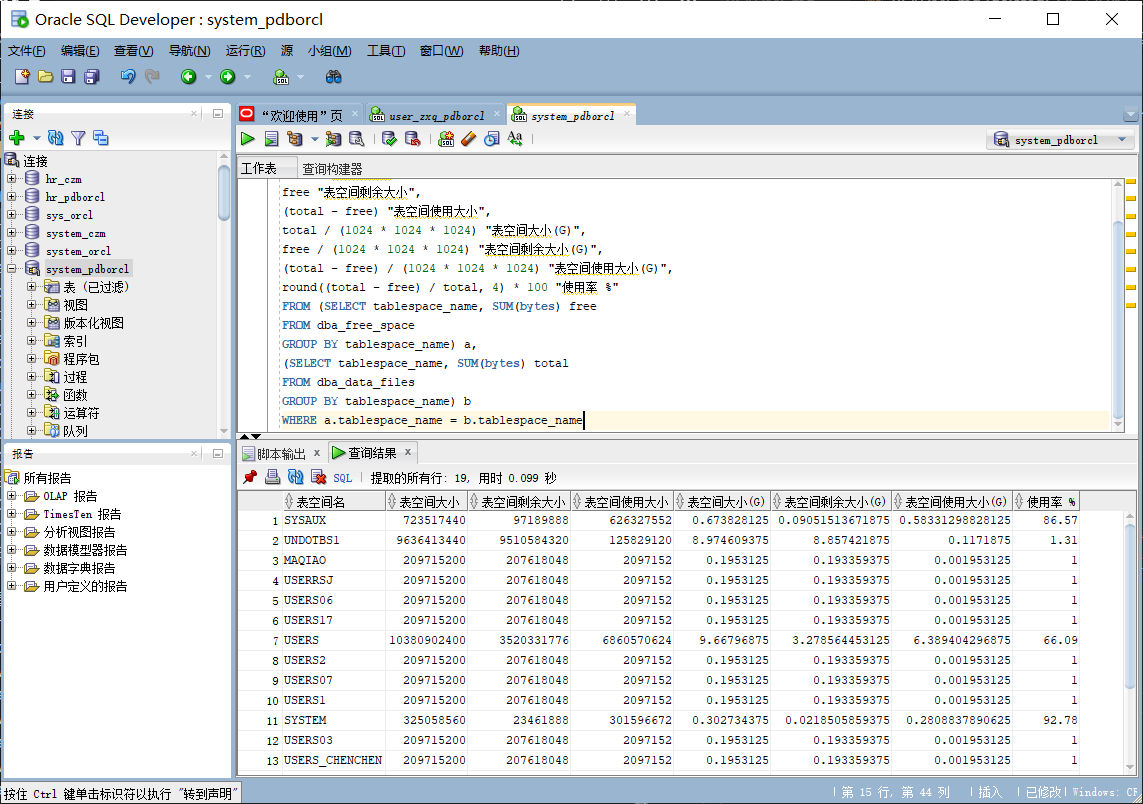 Oracle SQL Developer : system_pdborcl
文件(F) 编辑(E) 查看(V) 导航(N) 运行(R) 源 小组(M) 工具(T) 窗口(W) 帮助(H)
连接
连接
hr_czm
hr_pdborcl
sys_orcl
system_czm
system_orcl
system_pdborcl
表 (已过滤)
视图
版本化视图
索引
程序包
过程
函数
运算符
队列
报告
所有报告
OLAP 报告
TimesTen 报告
分析视图报告
数据模型器报告
数据字典报告
用户定义的报告
“欢迎使用”页 user_zxq_pdborcl system_pdborcl
Aa
system_pdborcl
工作表 查询构建器
free "表空间剩余大小",
(total - free) "表空间使用大小",
total / (1024 * 1024 * 1024) "表空间大小(G)",
free / (1024 * 1024 * 1024) "表空间剩余大小(G)",
(total - free) / (1024 * 1024 * 1024) "表空间使用大小(G)",
round((total - free) / total, 4) * 100 "使用率 %"
FROM (SELECT tablespace_name, SUM(bytes) free
FROM dba_free_space
GROUP BY tablespace_name) a,
(SELECT tablespace_name, SUM(bytes) total
FROM dba_data_files
GROUP BY tablespace_name) b
WHERE a.tablespace_name = b.tablespace_name
脚本输出 x 查询结果 x
SQL | 提取的所有行: 19, 用时 0.099 秒
表空间名 表空间大小 表空间剩余大小 表空间使用大小 表空间大小(G) 表空间剩余大小(G) 表空间使用大小(G) 使用率 %
1 SYSAUX 723517440 97189888 626327552 0.673828125 0.09051513671875 0.58331298828125 86.57
2 UNDOTBS1 9636413440 9510584320 125829120 8.974609375 8.857421875 0.1171875 1.31
3 MAQIAO 209715200 207618048 2097152 0.1953125 0.193359375 0.001953125 1
4 USERRSJ 209715200 207618048 2097152 0.1953125 0.193359375 0.001953125 1
5 USERS06 209715200 207618048 2097152 0.1953125 0.193359375 0.001953125 1
6 USERS17 209715200 207618048 2097152 0.1953125 0.193359375 0.001953125 1
7 USERS 10380902400 3520331776 6860570624 9.66796875 3.278564453125 6.389404296875 66.09
8 USERS2 209715200 207618048 2097152 0.1953125 0.193359375 0.001953125 1
9 USERS07 209715200 207618048 2097152 0.1953125 0.193359375 0.001953125 1
10 USERS1 209715200 207618048 2097152 0.1953125 0.193359375 0.001953125 1
11 SYSTEM 325058560 23461888 301596672 0.302734375 0.0218505859375 0.2808837890625 92.78
12 USERS03 209715200 207618048 2097152 0.1953125 0.193359375 0.001953125 1
13 USERS_CHENCHEN 209715200 207618048 2097152 0.1953125 0.193359375 0.001953125 1
按住 Ctrl 键单击标识符以执行 "转到声明"
| 第 15 行, 第 44 列 | 插入 | 已修改| Windows: CF